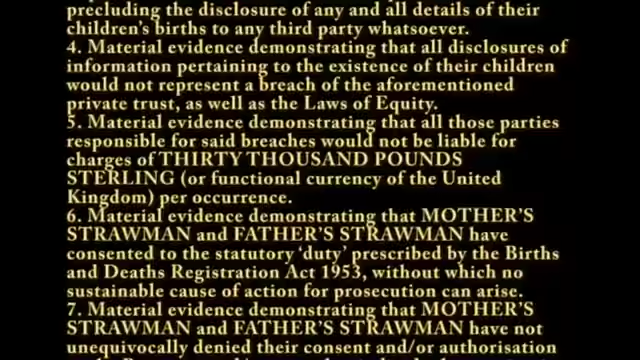 precluding the disclosure of any and all details of their
children's births to any third party whatsoever.
4. Material evidence demonstrating that all disclosures of
information pertaining to the existence of their children
would not represent a breach of the aforementioned
private trust, as well as the Laws of Equity.
5. Material evidence demonstrating that all those parties
responsible for said breaches would not be liable for
charges of THIRTY THOUSAND POUNDS
STERLING (or functional currency of the United
Kingdom) per occurrence.
6. Material evidence demonstrating that MOTHER'S
STRAWMAN and FATHER'S STRAWMAN have
consented to the statutory 'duty' prescribed by the Births
and Deaths Registration Act 1953, without which no
sustainable cause of action for prosecution can arise.
7. Material evidence demonstrating that MOTHER'S
STRAWMAN and FATHER'S STRAWMAN have not
unequivocally denied their consent and/or authorisation